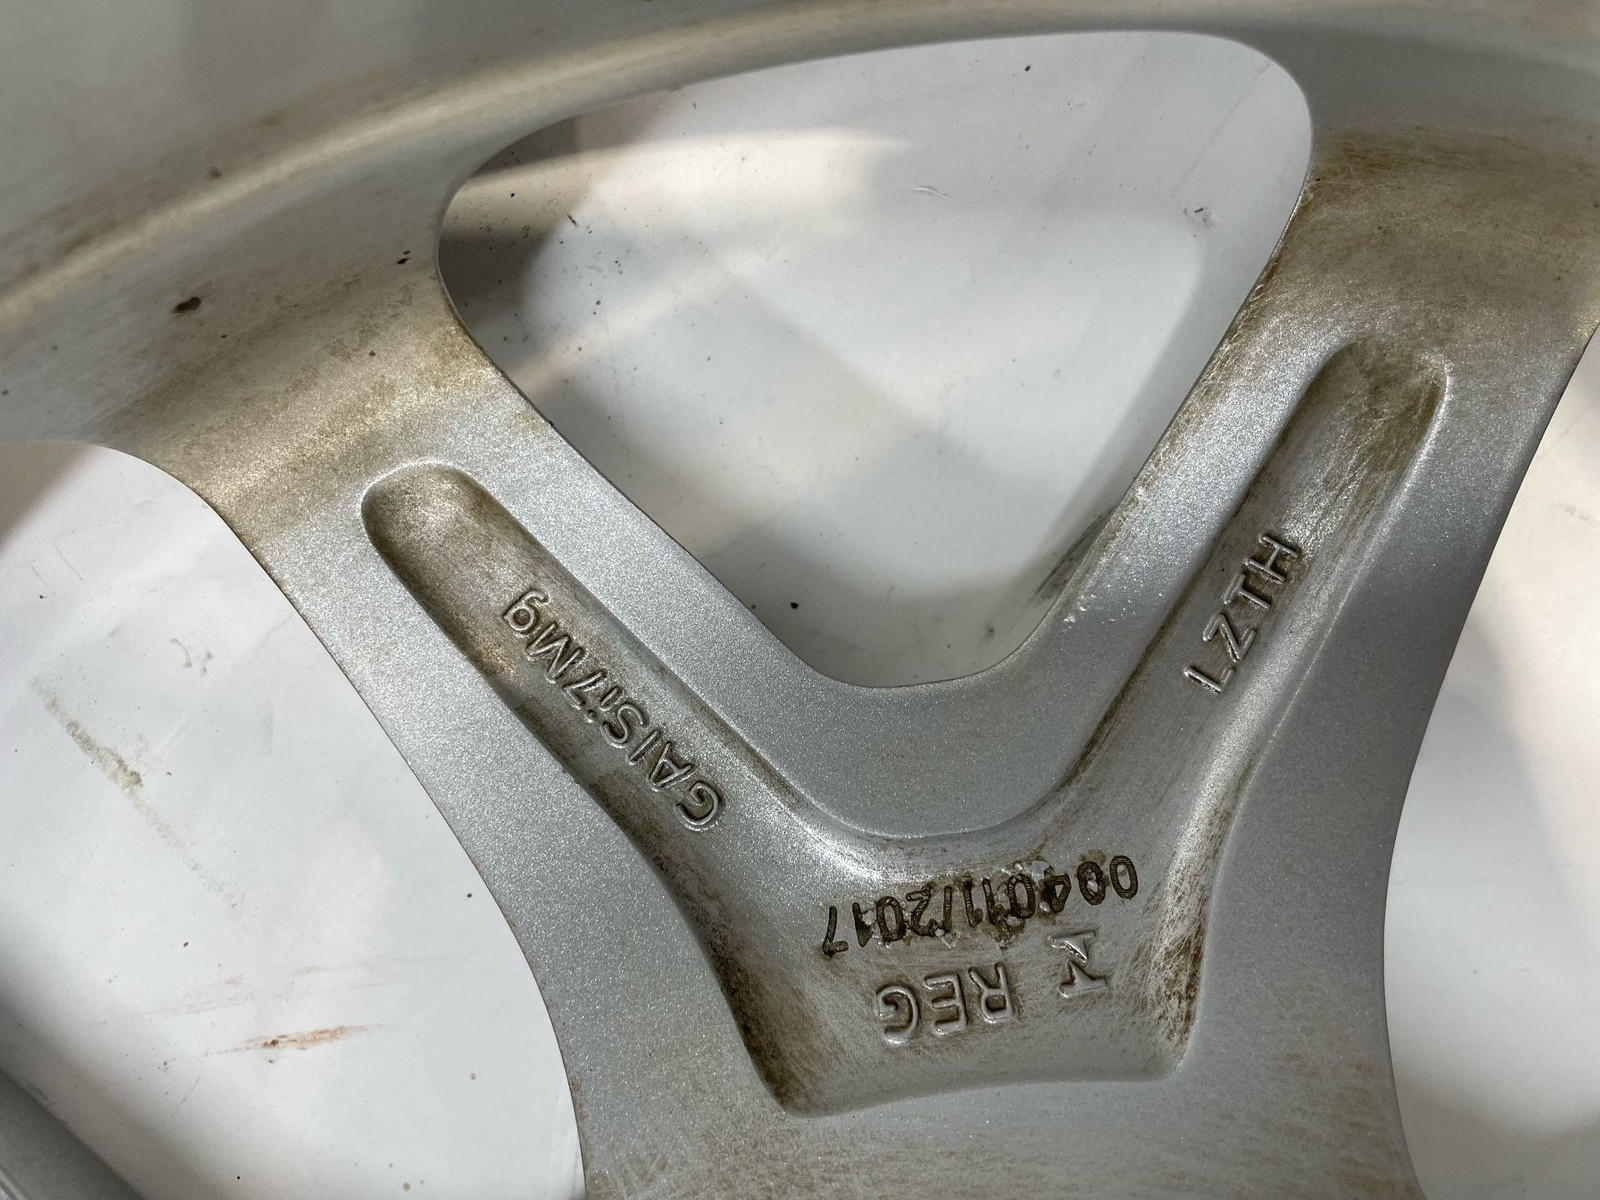 REG
004011/2017
GAlSi7Mg
LZTH